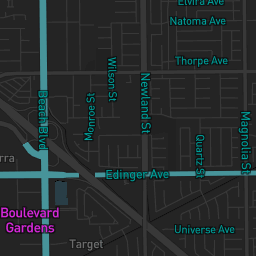 Elvira Ave
Natoma Ave
Thorpe Ave
Wilson St
Monroe St
Beach Blvd
Newland St
Magnolia St
Quartz St
rra
Edinger Ave
Boulevard
Gardens
Universe Ave
Target